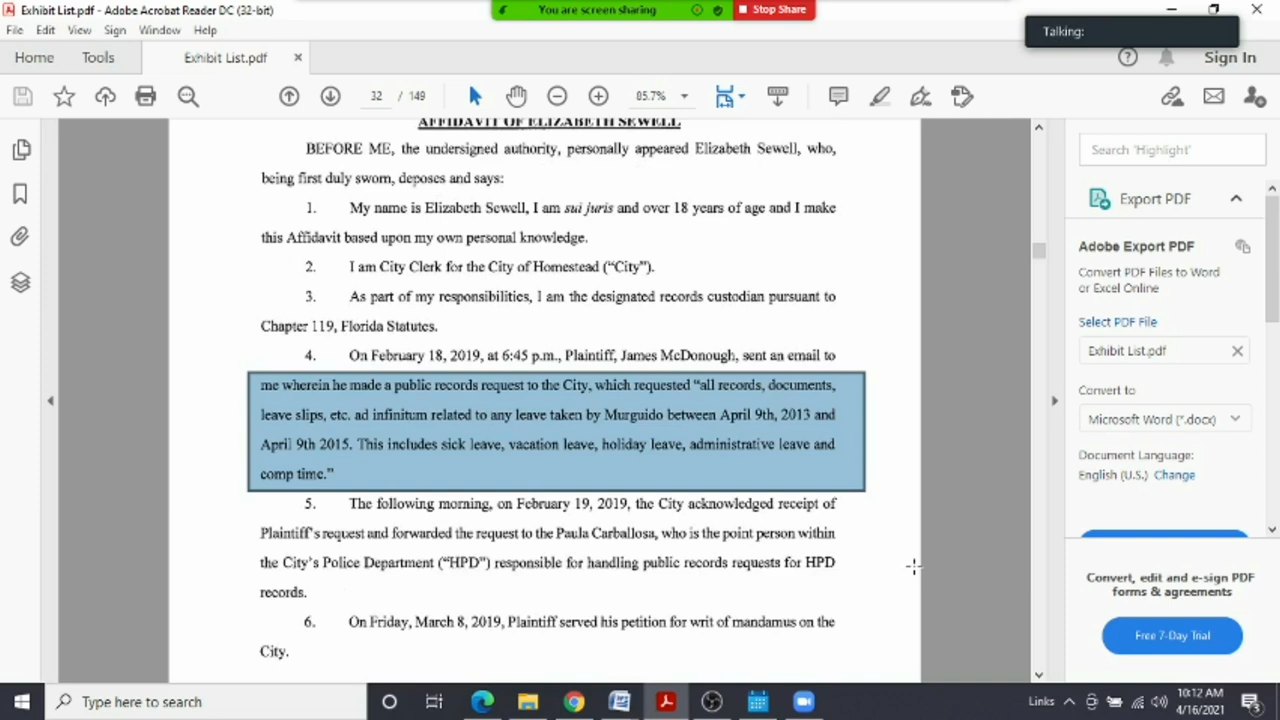 Exhibit List.pdf - Adobe Acrobat Reader DC (32-bit)
You are screen sharing
Stop Share
File Edit View Sign Window Help
Talking:
Home Tools Exhibit List.pdf
Sign In
32 / 149
85.7%
AFFIDAVIT OF ELIZABETH SEWELL
BEFORE ME, the undersigned authority, personally appeared Elizabeth Sewell, who,
being first duly sworn, deposes and says:
1. My name is Elizabeth Sewell, I am sui juris and over 18 years of age and I make
this Affidavit based upon my own personal knowledge.
2. I am City Clerk for the City of Homestead ("City").
3. As part of my responsibilities, I am the designated records custodian pursuant to
Chapter 119, Florida Statutes.
4. On February 18, 2019, at 6:45 p.m., Plaintiff, James McDonough, sent an email to
me wherein he made a public records request to the City, which requested "all records, documents,
leave slips, etc. ad infinitum related to any leave taken by Murguido between April 9th, 2013 and
April 9th 2015. This includes sick leave, vacation leave, holiday leave, administrative leave and
comp time."
5. The following morning, on February 19, 2019, the City acknowledged receipt of
Plaintiff's request and forwarded the request to the Paula Carballosa, who is the point person within
the City's Police Department ("HPD") responsible for handling public records requests for HPD
records.
6. On Friday, March 8, 2019, Plaintiff served his petition for writ of mandamus on the
City.
Search 'Highlight'
Export PDF
Adobe Export PDF
Convert PDF Files to Word
or Excel Online
Select PDF File
Exhibit List.pdf
Convert to
Microsoft Word (*.docx)
Document Language:
English (U.S.) Change
Convert, edit and e-sign PDF
forms & agreements
Free 7-Day Trial
Type here to search
Links
10:12 AM
4/16/2021
3